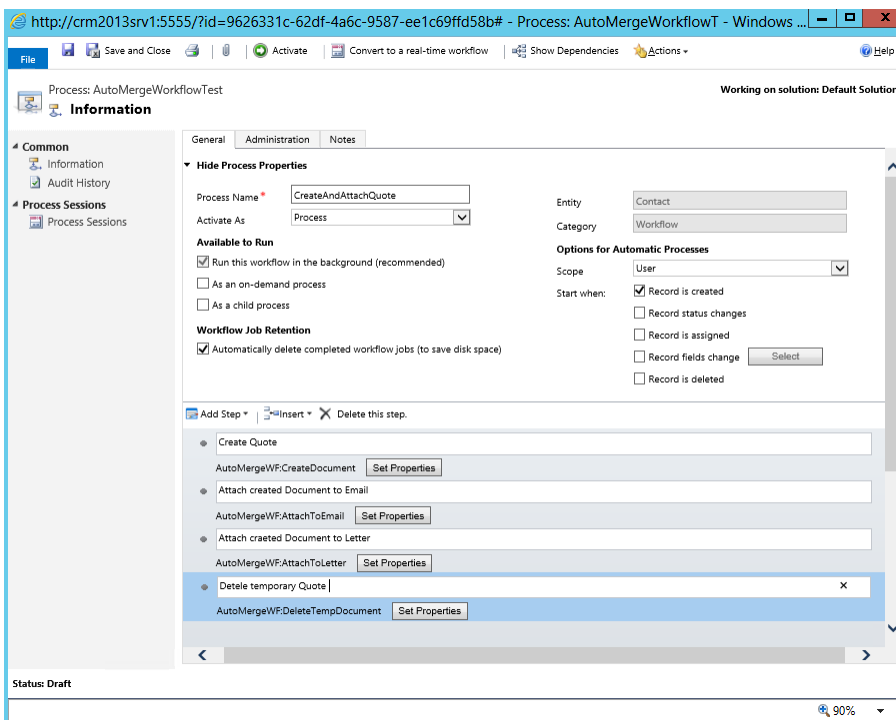 http://crm2013srv1:5555/?id=9626331c-62df-4a6c-9587-ee1c69ffd58b# - Process: AutoMergeWorkflowT - Windows ...
File
Save and Close
Activate
Convert to a real-time workflow
Show Dependencies
Actions
Help
Process: AutoMergeWorkflowTest
Information
Working on solution: Default Solution
Common
Information
Audit History
Process Sessions
Process Sessions
General Administration Notes
Hide Process Properties
Process Name * CreateAndAttachQuote
Activate As Process
Available to Run
Run this workflow in the background (recommended)
As an on-demand process
As a child process
Workflow Job Retention
Automatically delete completed workflow jobs (to save disk space)
Entity Contact
Category Workflow
Options for Automatic Processes
Scope User
Start when: Record is created
Record status changes
Record is assigned
Record fields change Select
Record is deleted
Add Step Insert Delete this step.
Create Quote
AutoMergeWF:CreateDocument Set Properties
Attach created Document to Email
AutoMergeWF:AttachToEmail Set Properties
Attach craeted Document to Letter
AutoMergeWF:AttachToLetter Set Properties
Detele temporary Quote
AutoMergeWF:DeleteTempDocument Set Properties
Status: Draft
90%